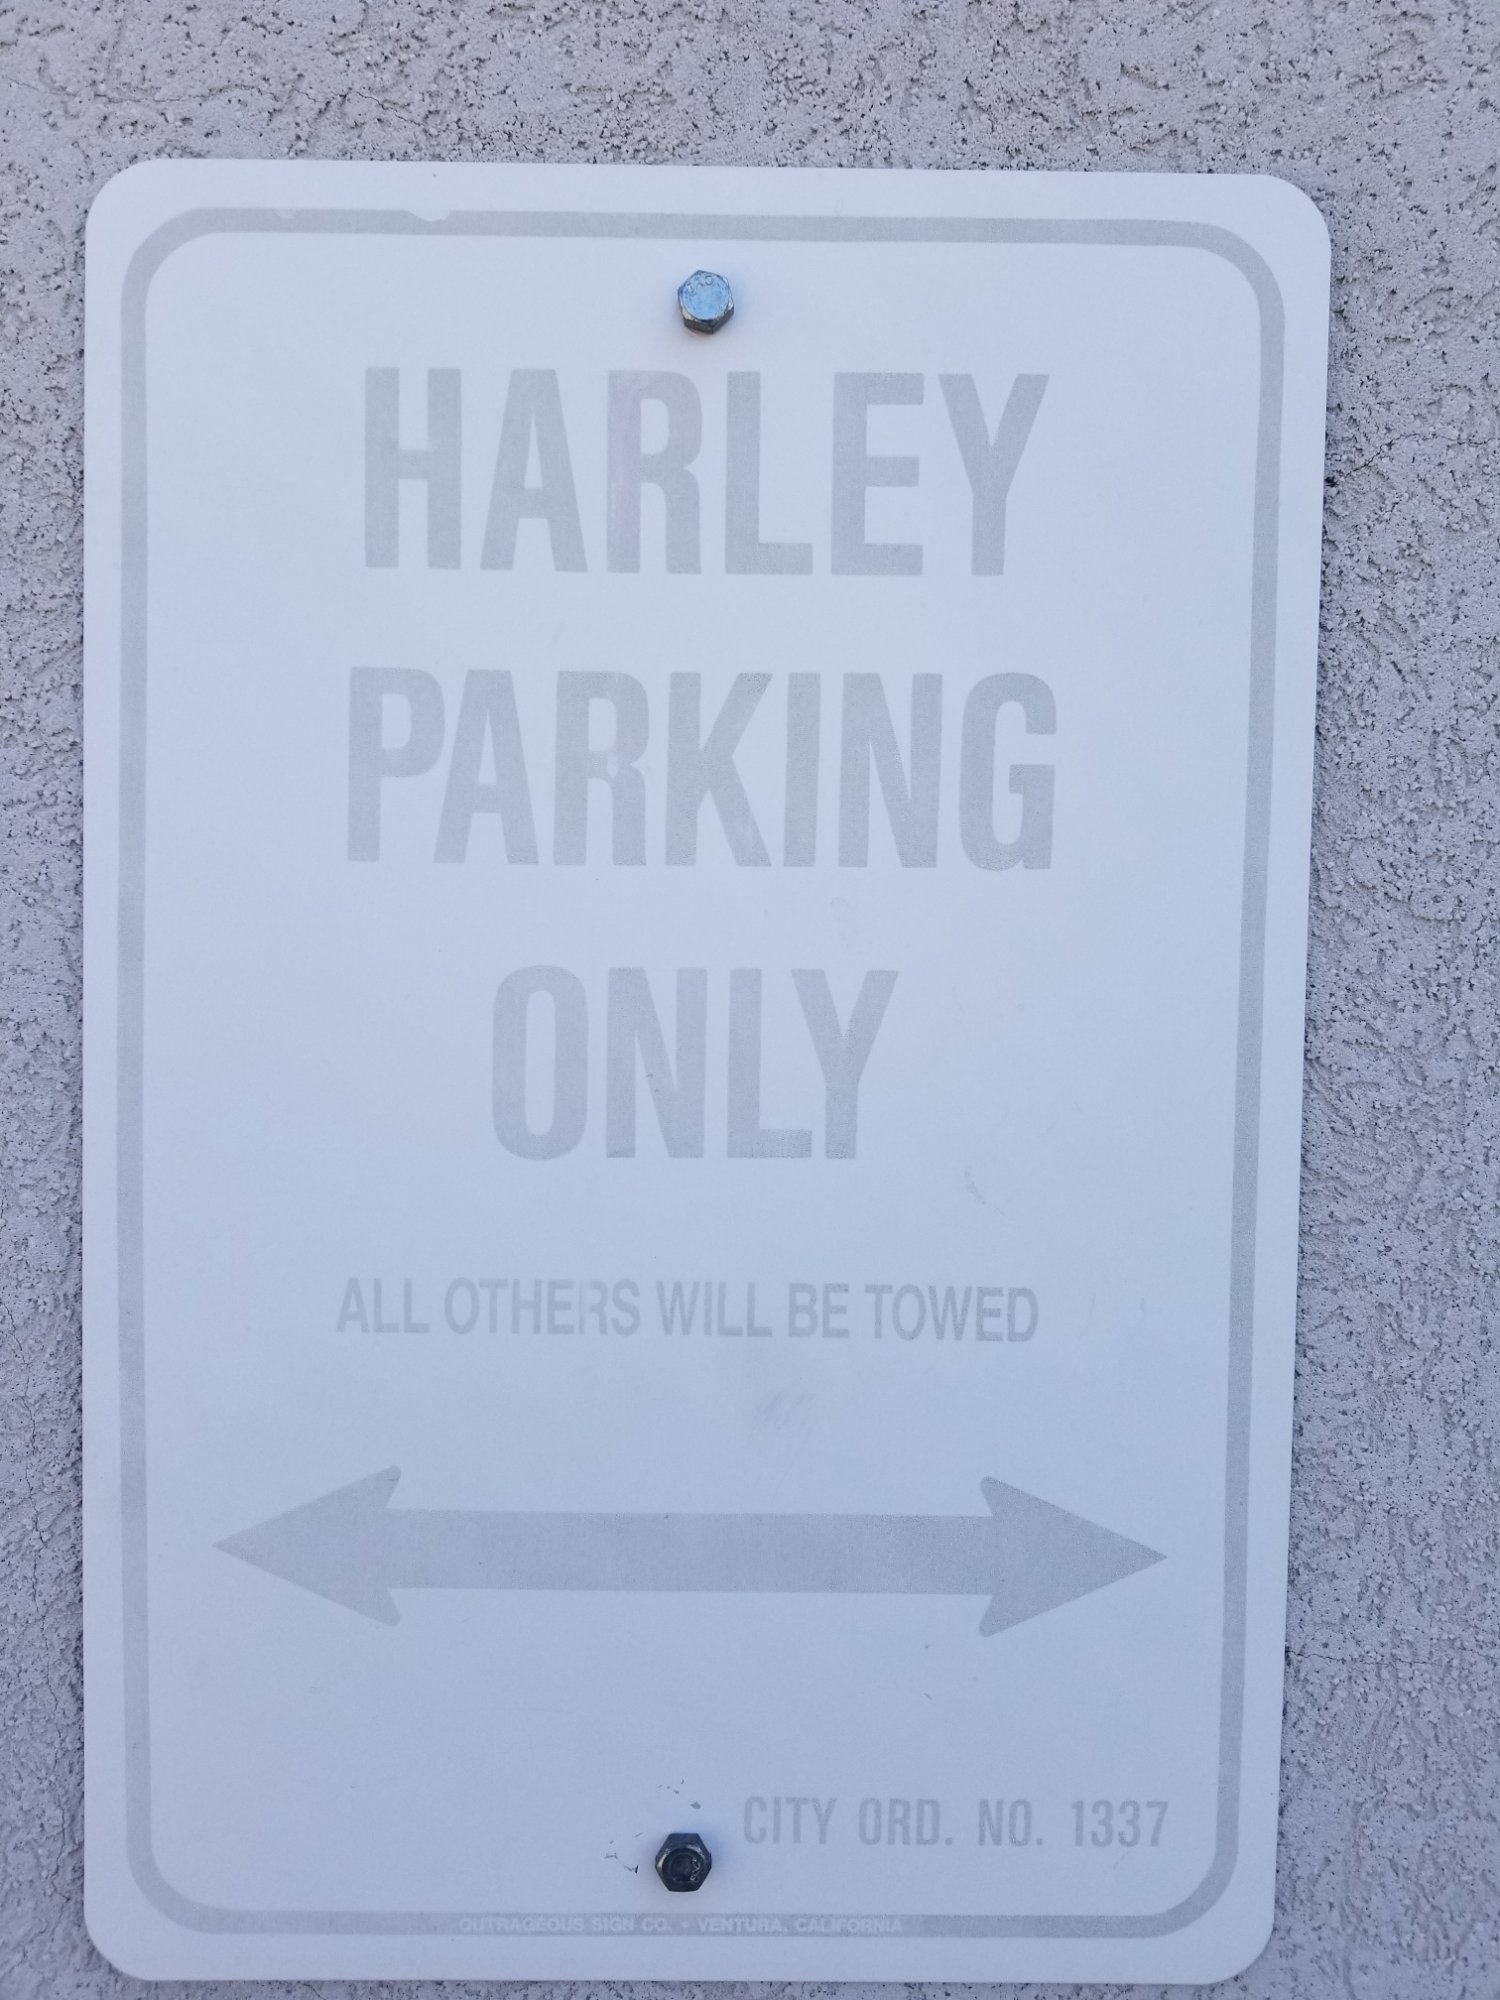 HARLEY
PARKING
ONLY
ALL OTHERS WILL BE TOWED
CITY ORD. NO. 1337
OUTRAGEOUS SIGN CO. • VENTURA, CALIFORNIA